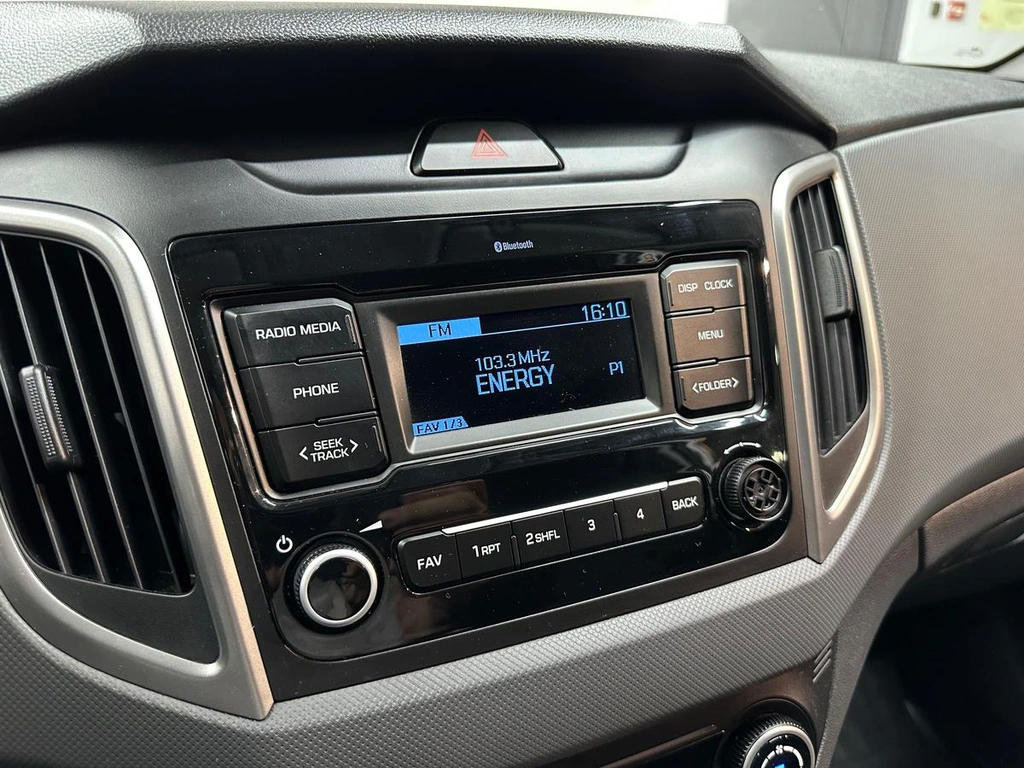 Bluetooth
RADIO MEDIA
PHONE
<SEEK
TRACK>
FM
16:10
103.3 MHz
ENERGY
P1
FAV 1/3
DISP CLOCK
MENU
<FOLDER>
FAV
1 RPT
2 SHFL
3
4
BACK